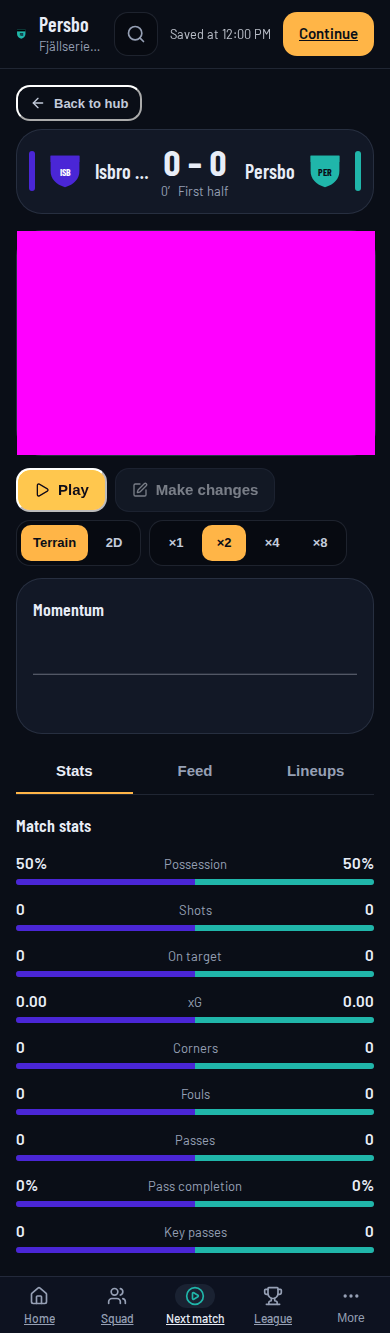 Persbo
Fjällserie...
Saved at 12:00 PM
Continue
Back to hub
ISB
Isbro ...
0 – 0
0' First half
Persbo
PER
Play
Make changes
Terrain
2D
×1
×2
×4
×8
Momentum
Stats
Feed
Lineups
Match stats
50% Possession 50%
0 Shots 0
0 On target 0
0.00 xG 0.00
0 Corners 0
0 Fouls 0
0 Passes 0
0% Pass completion 0%
0 Key passes 0
Home
Squad
Next match
League
More